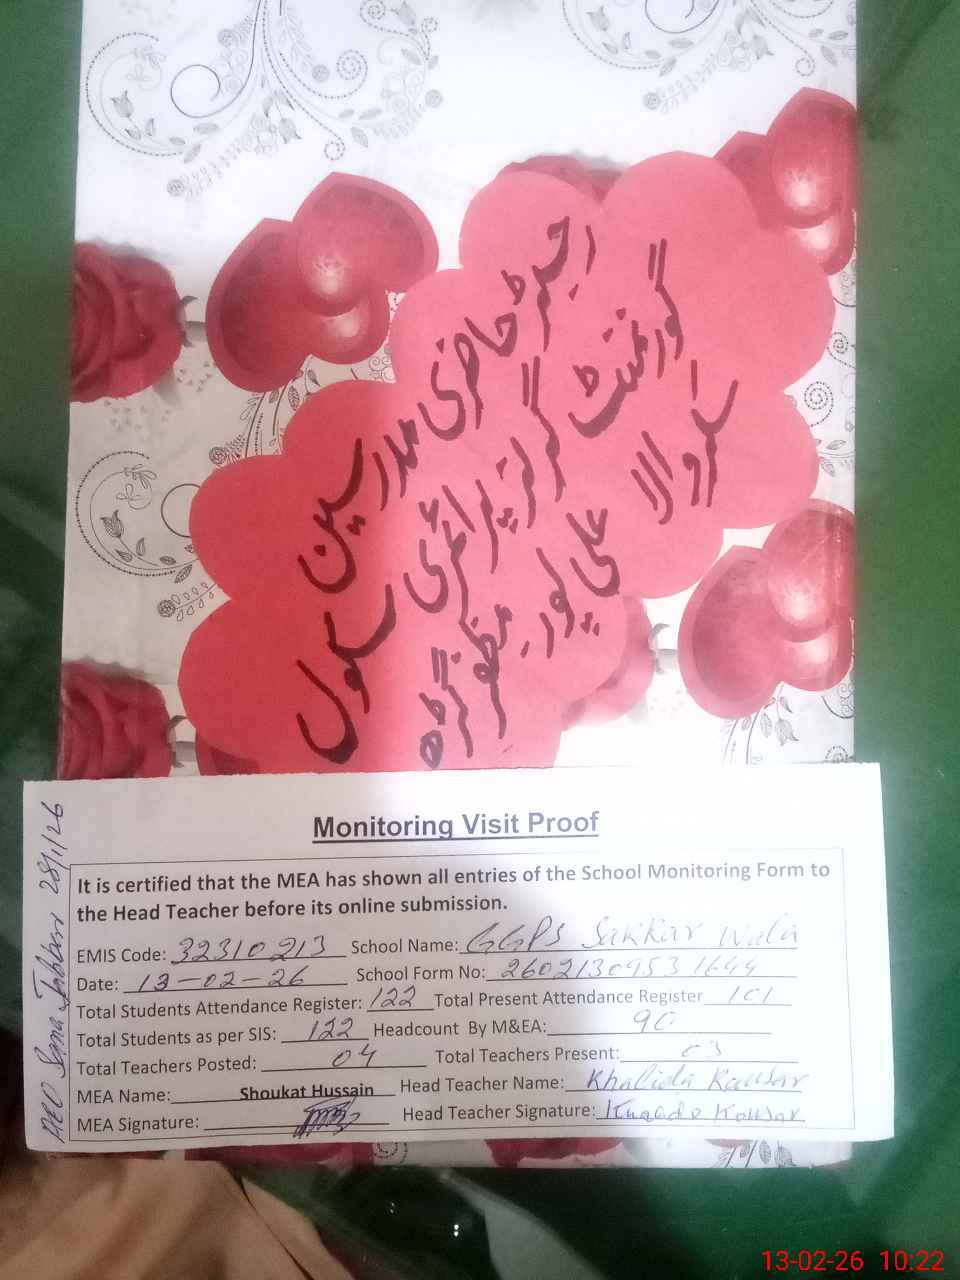 رجسٹر حاضری مدرسین
گورنمنٹ گرلز پرائمری سکول
سکروالا علی پور مظفر گڑھ
Monitoring Visit Proof
It is certified that the MEA has shown all entries of the School Monitoring Form to
the Head Teacher before its online submission.
EMIS Code: 32310213 School Name: GGPS Sakkar Wala
Date: 13-02-26 School Form No: 26021309531644
Total Students Attendance Register: 122 Total Present Attendance Register 101
Total Students as per SIS: 122 Headcount By M&EA: 90
Total Teachers Posted: 04 Total Teachers Present: 03
MEA Name: Shoukat Hussain Head Teacher Name: Khalida Kausar
MEA Signature: Head Teacher Signature: Kausar
AEO Sana Jabbar 28/1/26
13-02-26 10:22